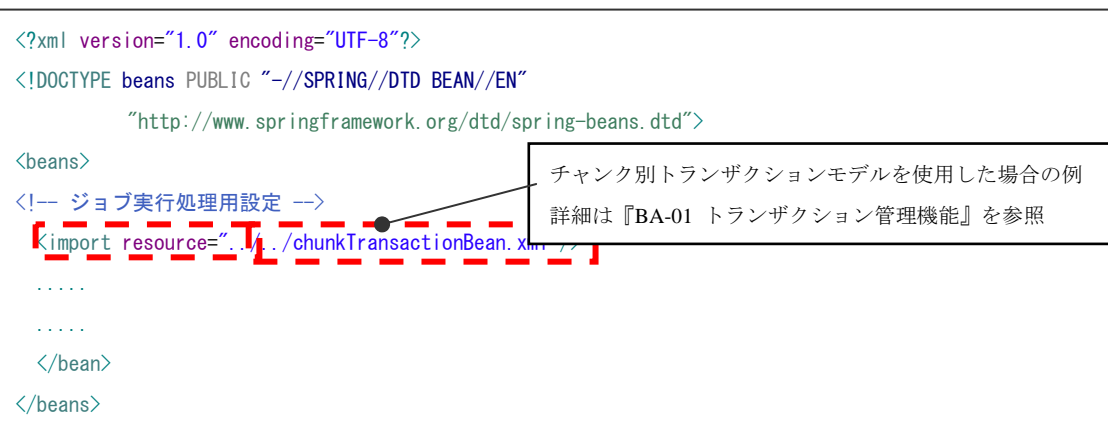 <?xml version="1.0" encoding="UTF-8"?>
<!DOCTYPE beans PUBLIC "-//SPRING//DTD BEAN//EN"
"http://www.springframework.org/dtd/spring-beans.dtd">
<beans>
チャンク別トランザクションモデルを使用した場合の例
詳細は『BA-01 トランザクション管理機能』を参照
<!-- ジョブ実行処理用設定 -->
<import resource="../../chunkTransactionBean.xml"/>
.....
.....
</bean>
</beans>